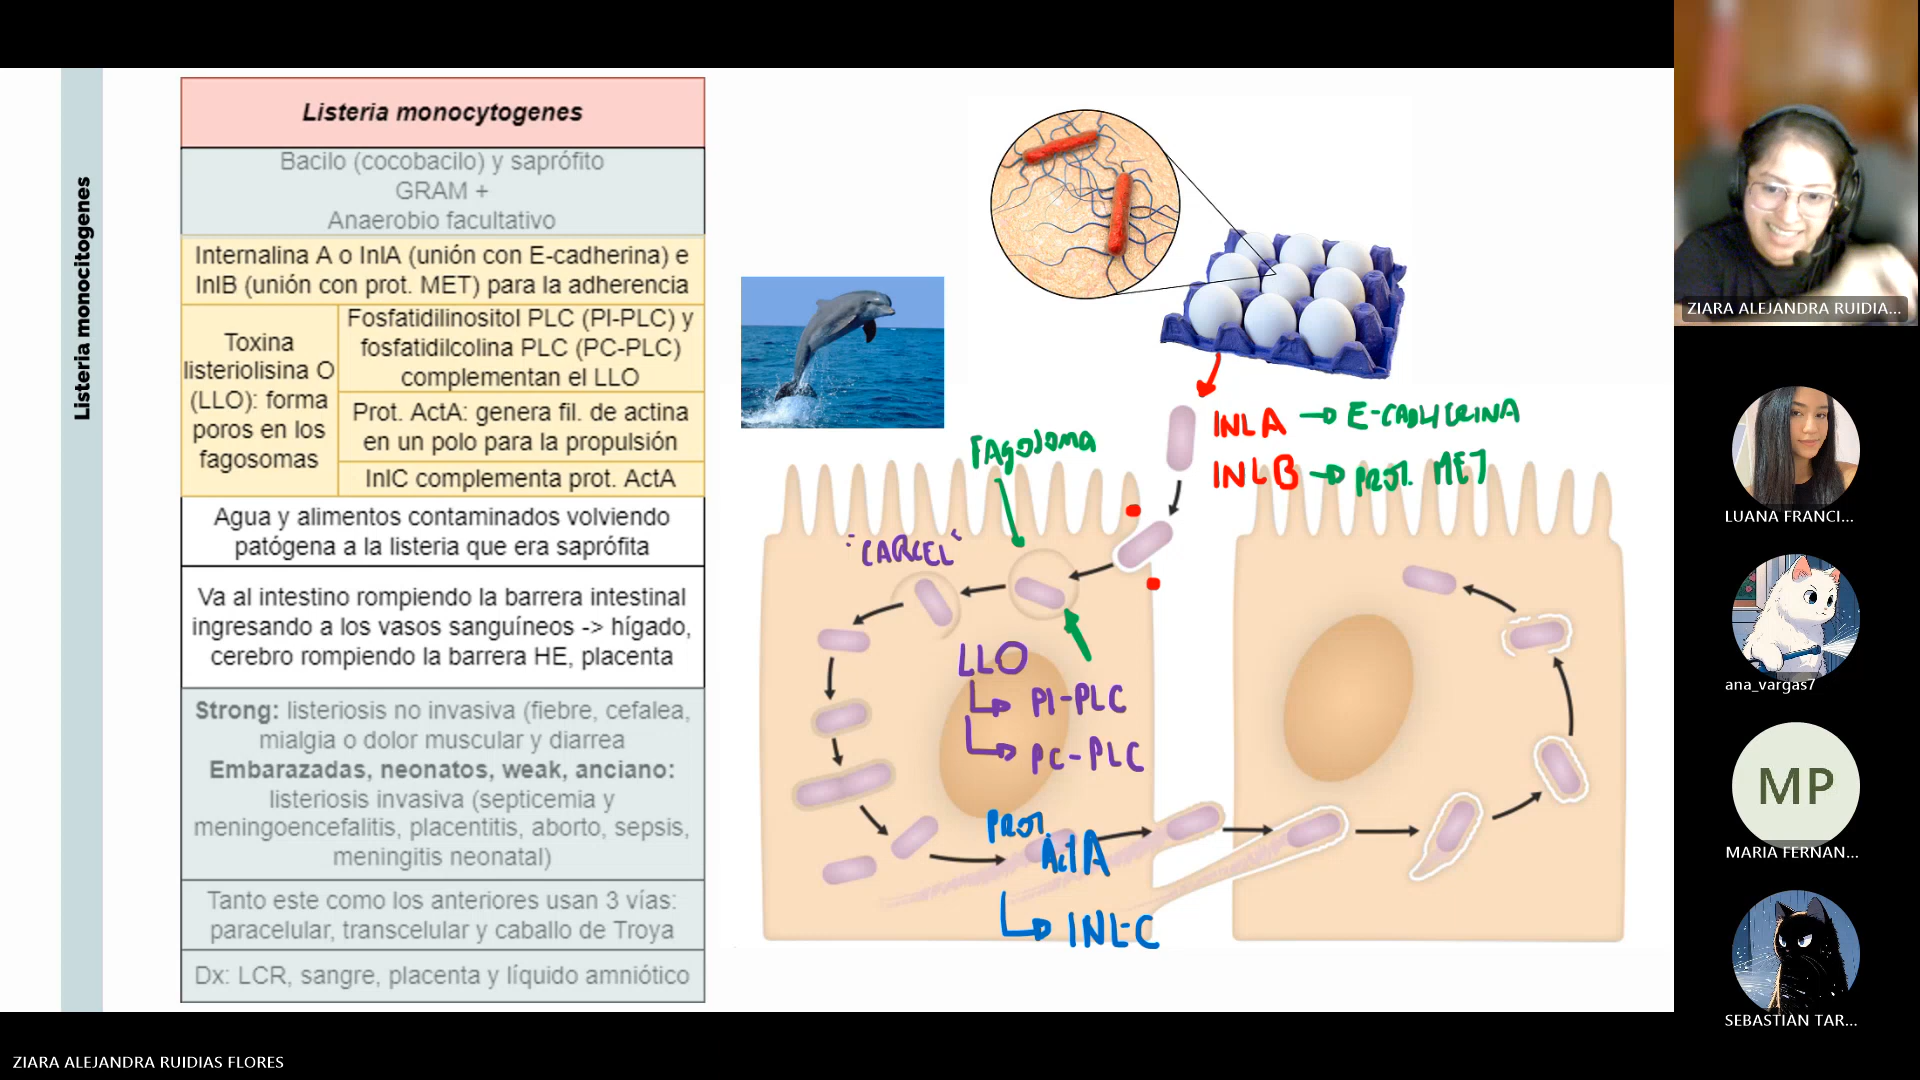 Listeria monocitogenes
Listeria monocytogenes
Bacilo (cocobacilo) y saprófito
GRAM +
Anaerobio facultativo
Internalina A o InlA (unión con E-cadherina) e
InlB (unión con prot. MET) para la adherencia
Toxina
listeriolisina O
(LLO): forma
poros en los
fagosomas
Fosfatidilinositol PLC (PI-PLC) y
fosfatidilcolina PLC (PC-PLC)
complementan el LLO
Prot. ActA: genera fil. de actina
en un polo para la propulsión
InlC complementa prot. ActA
Agua y alimentos contaminados volviendo
patógena a la listeria que era saprófita
Va al intestino rompiendo la barrera intestinal
ingresando a los vasos sanguíneos -> hígado,
cerebro rompiendo la barrera HE, placenta
Strong: listeriosis no invasiva (fiebre, cefalea,
mialgia o dolor muscular y diarrea
Embarazadas, neonatos, weak, anciano:
listeriosis invasiva (septicemia y
meningoencefalitis, placentitis, aborto, sepsis,
meningitis neonatal)
Tanto este como los anteriores usan 3 vías:
paracelular, transcelular y caballo de Troya
Dx: LCR, sangre, placenta y líquido amniótico
INLA → E-CADHERINA
INLB → PROT. MET
FAGOSOMA
"CARCEL"
LLO
PI-PLC
PC-PLC
PROT.
ActA
INL-C
ZIARA ALEJANDRA RUIDIA...
LUANA FRANCI...
ana_vargas7
MP
MARIA FERNAN...
SEBASTIAN TAR...
ZIARA ALEJANDRA RUIDIAS FLORES